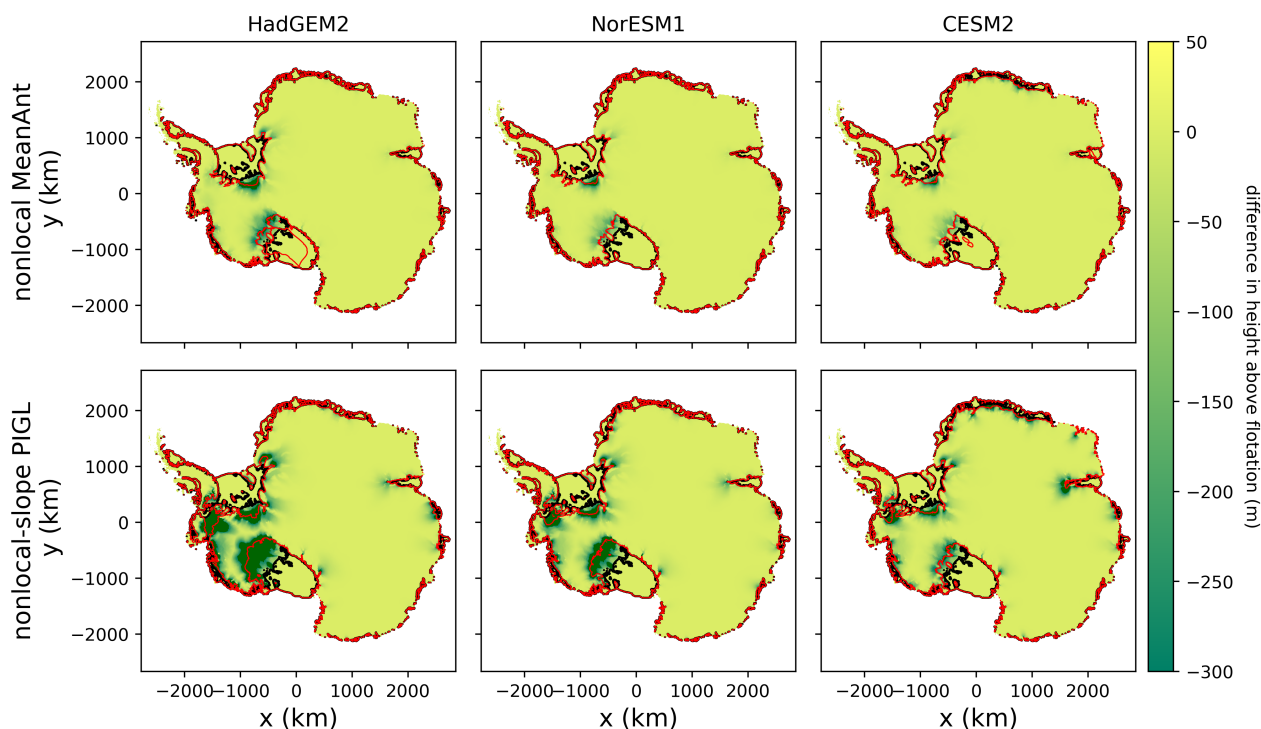 HadGEM2 NorESM1 CESM2
nonlocal MeanAnt
y (km)
2000
1000
0
−1000
−2000
nonlocal-slope PIGL
y (km)
2000
1000
0
−1000
−2000
−2000 −1000 0 1000 2000
−2000 −1000 0 1000 2000
−2000 −1000 0 1000 2000
x (km) x (km) x (km)
50
0
−50
−100
−150
−200
−250
−300
difference in height above flotation (m)